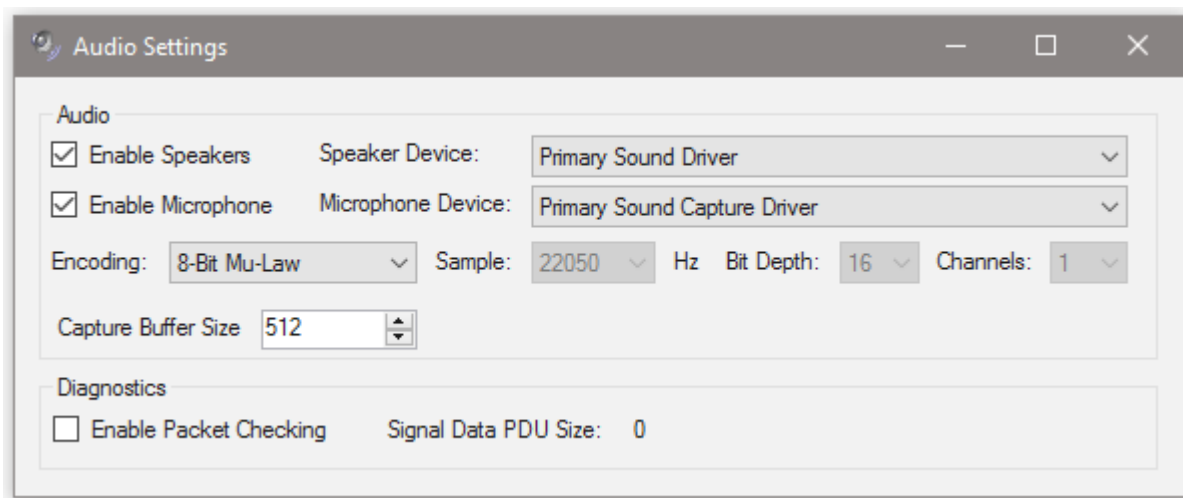 Audio Settings
Audio
Enable Speakers Speaker Device: Primary Sound Driver
Enable Microphone Microphone Device: Primary Sound Capture Driver
Encoding: 8-Bit Mu-Law Sample: 22050 Hz Bit Depth: 16 Channels: 1
Capture Buffer Size 512
Diagnostics
Enable Packet Checking Signal Data PDU Size: 0